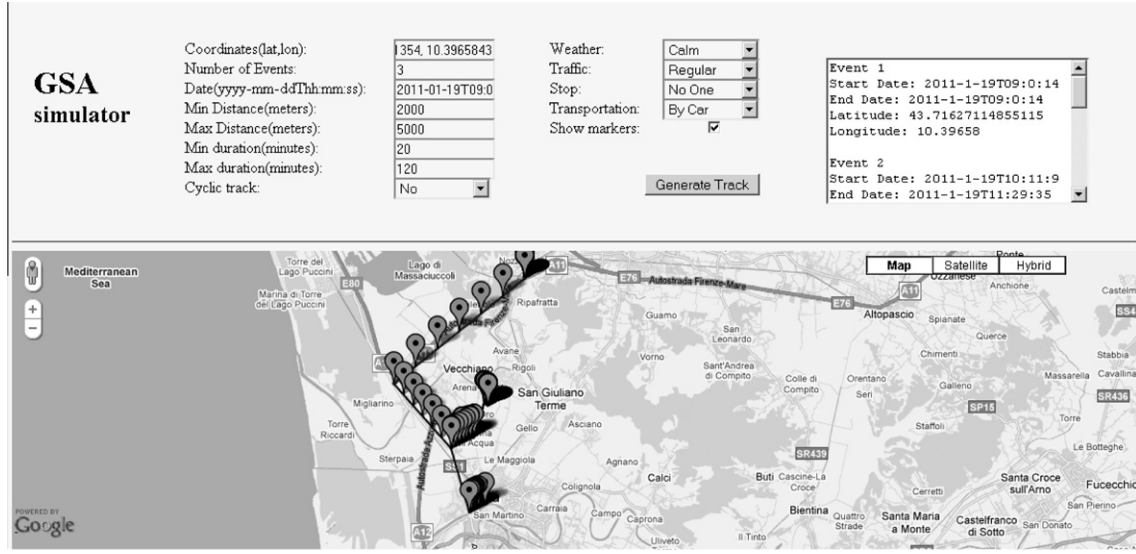 GSA
simulator
Coordinates(lat,lon):
1354, 10.3965843
Number of Events:
3
Date(yyyy-mm-ddThh:mm:ss):
2011-01-19T09:0
Min Distance(meters):
2000
Max Distance(meters):
5000
Min duration(minutes):
20
Max duration(minutes):
120
Cyclic track:
No
Weather:
Calm
Traffic:
Regular
Stop:
No One
Transportation:
By Car
Show markers:
Generate Track
Event 1
Start Date: 2011-1-19T09:0:14
End Date: 2011-1-19T09:0:14
Latitude: 43.71627114855115
Longitude: 10.39658
Event 2
Start Date: 2011-1-19T10:11:9
End Date: 2011-1-19T11:29:35
Map
Satellite
Hybrid
Mediterranean
Sea
Torre del
Lago Puccini
Lago di
Massaciuccoli
E80
Marina di Torre
del Lago Puccini
A11
E76
Autostrada Firenze-Mare
E76
A11
Ponte
Uzzanese
Anchione
Altopascio
Spianate
Ripafratta
Guamo
San
Leonardo
Querce
Chimenti
Stabbia
Avane
Vorno
Sant'Andrea
di Compito
Colle di
Compito
Orentano
Seri
Galleno
Massarella
Cavallina
SR436
Vecchiano
Rigoli
Arena
San Giuliano
Terme
Migliarino
SP15
Torre
Riccardi
Gello
Asciano
Staffoli
Torre
Acqua
Le Botteghe
Sterpaia
Le Maggiola
Agnano
SR439
SS1
Calci
Buti
Cascine-La
Croce
Santa Croce
sull'Arno
Fucecchio
Colignola
Cerretti
San Pierino
San Martino
Carraia
Campo
Caprona
Bientina
Quattro
Strade
Santa Maria
a Monte
Castelfranco
di Sotto
San Donato
A12
Uliveto
Il Tinto
POWERED BY
Google